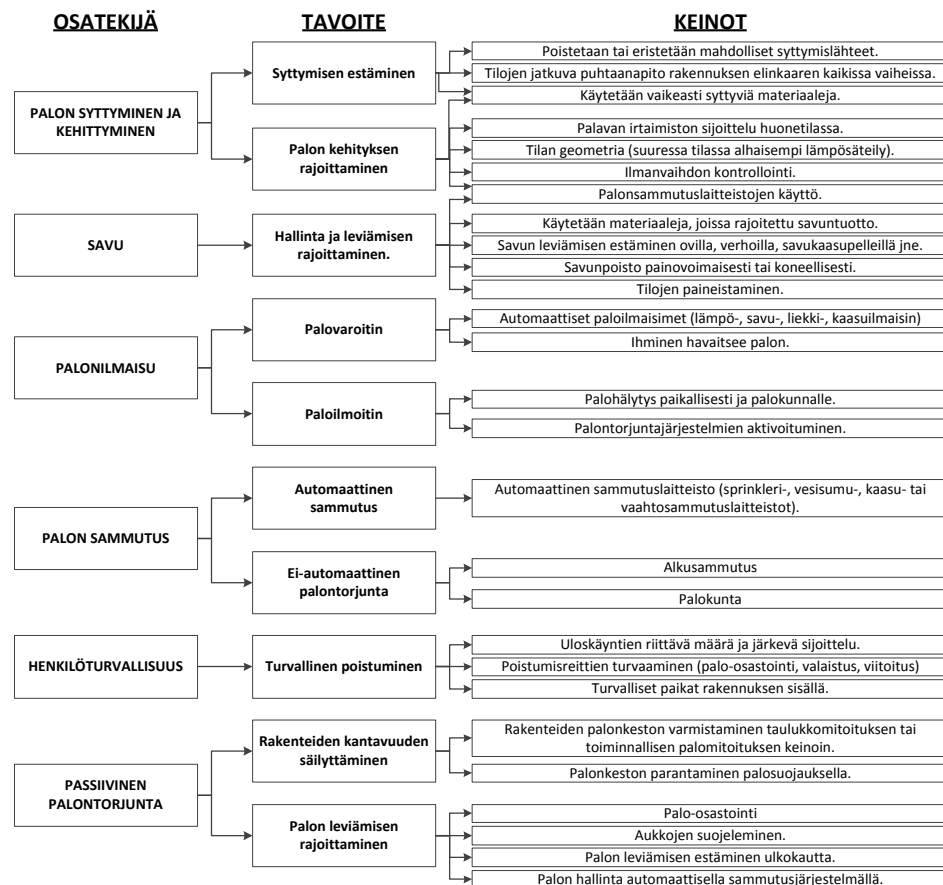 OSATEKIJÄ TAVOITE KEINOT
PALON SYTTYMINEN JA
KEHITTYMINEN
Syttymisen estäminen
Poistetaan tai eristetään mahdolliset syttymislähteet.
Tilojen jatkuva puhtaanapito rakennuksen elinkaaren kaikissa vaiheissa.
Käytetään vaikeasti syttyviä materiaaleja.
Palon kehityksen
rajoittaminen
Palavan irtaimiston sijoittelu huonetilassa.
Tilan geometria (suuressa tilassa alhaisempi lämpösäteily).
Ilmanvaihdon kontrollointi.
Palonsammutuslaitteistojen käyttö.
SAVU
Hallinta ja leviämisen
rajoittaminen.
Käytetään materiaaleja, joissa rajoitettu savuntuotto.
Savun leviämisen estäminen ovilla, verhoilla, savukaasupelleillä jne.
Savunpoisto painovoimaisesti tai koneellisesti.
Tilojen paineistaminen.
PALONILMAISU
Palovaroitin
Automaattiset paloilmaisimet (lämpö-, savu-, liekki-, kaasuilmaisin)
Ihminen havaitsee palon.
Paloilmoitin
Palohälytys paikallisesti ja palokunnalle.
Palontorjuntajärjestelmien aktivoituminen.
PALON SAMMUTUS
Automaattinen
sammutus
Automaattinen sammutuslaitteisto (sprinkleri-, vesisumu-, kaasu- tai
vaahtosammutuslaitteistot).
Ei-automaattinen
palontorjunta
Alkusammutus
Palokunta
HENKILÖTURVALLISUUS
Turvallinen poistuminen
Uloskäyntien riittävä määrä ja järkevä sijoittelu.
Poistumisreittien turvaaminen (palo-osastointi, valaistus, viitoitus)
Turvalliset paikat rakennuksen sisällä.
PASSIIVINEN
PALONTORJUNTA
Rakenteiden kantavuuden
säilyttäminen
Rakenteiden palonkeston varmistaminen taulukkomitoituksen tai
toiminnallisen palomitoituksen keinoin.
Palonkeston parantaminen palosuojauksella.
Palon leviämisen
rajoittaminen
Palo-osastointi
Aukkojen suojeleminen.
Palon leviämisen estäminen ulkokautta.
Palon hallinta automaattisella sammutusjärjestelmällä.